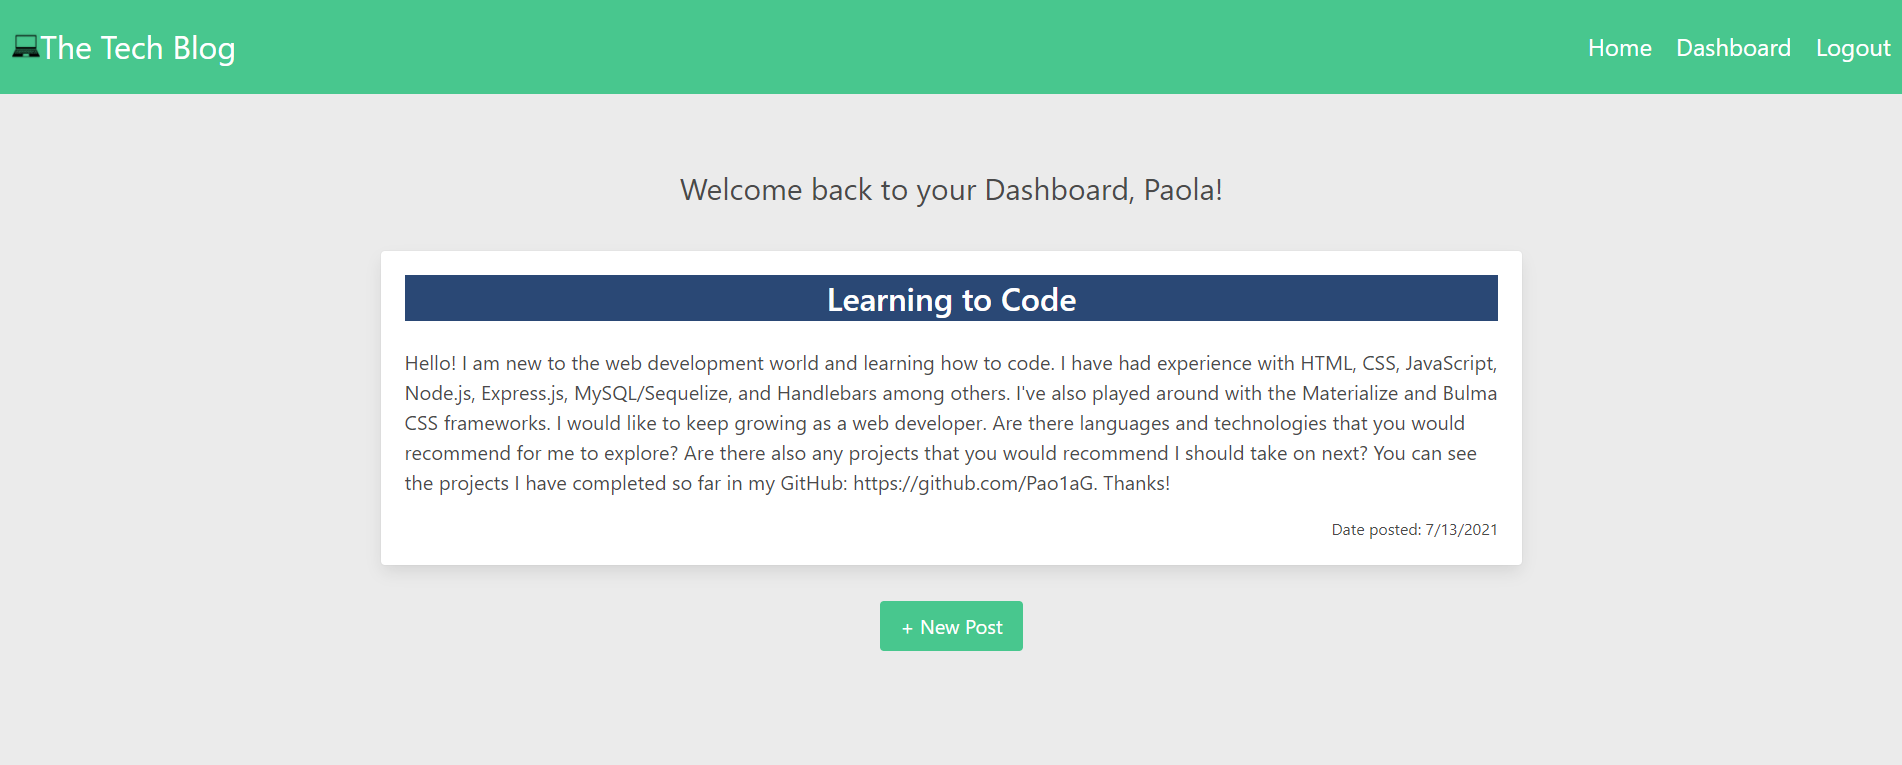 The Tech Blog
Home Dashboard Logout
Welcome back to your Dashboard, Paola!
Learning to Code
Hello! I am new to the web development world and learning how to code. I have had experience with HTML, CSS, JavaScript,
Node.js, Express.js, MySQL/Sequelize, and Handlebars among others. I've also played around with the Materialize and Bulma
CSS frameworks. I would like to keep growing as a web developer. Are there languages and technologies that you would
recommend for me to explore? Are there also any projects that you would recommend I should take on next? You can see
the projects I have completed so far in my GitHub: https://github.com/Pao1aG. Thanks!
Date posted: 7/13/2021
+ New Post